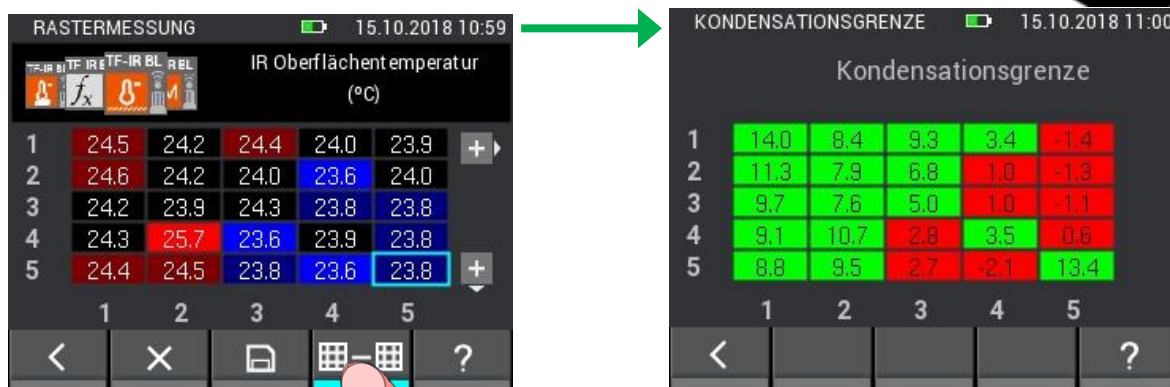 RASTERMESSUNG 15.10.2018 10:59
TF-IR BL REL
IR Oberflächentemperatur
(°C)
1 24.5 24.2 24.4 24.0 23.9 +
2 24.6 24.2 24.0 23.6 24.0
3 24.2 23.9 24.3 23.8 23.8
4 24.3 25.7 23.6 23.9 23.8
5 24.4 24.5 23.8 23.6 23.8 +
1 2 3 4 5
?
KONDENSATIONSGRENZE 15.10.2018 11:00
Kondensationsgrenze
1 14.0 8.4 9.3 3.4 -1.4
2 11.3 7.9 6.8 1.0 -1.3
3 9.7 7.6 5.0 1.0 -1.1
4 9.1 10.7 2.8 3.5 0.6
5 8.8 9.5 2.7 -2.1 13.4
1 2 3 4 5
?